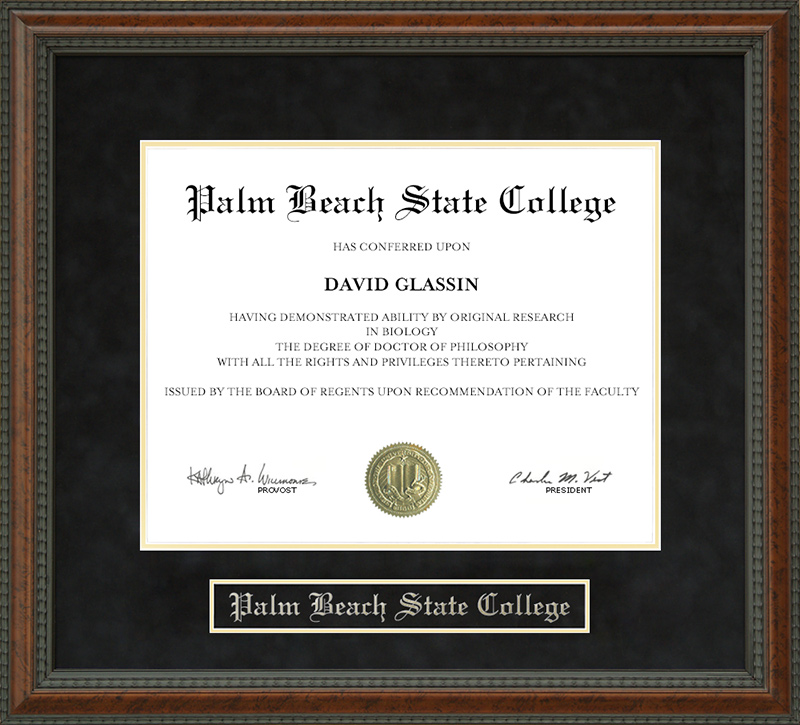 Palm Beach State College
HAS CONFERRED UPON
DAVID GLASSIN
HAVING DEMONSTRATED ABILITY BY ORIGINAL RESEARCH
IN BIOLOGY
THE DEGREE OF DOCTOR OF PHILOSOPHY
WITH ALL THE RIGHTS AND PRIVILEGES THERETO PERTAINING
ISSUED BY THE BOARD OF REGENTS UPON RECOMMENDATION OF THE FACULTY
PROVOST
Charles M. Vest
PRESIDENT
Palm Beach State College